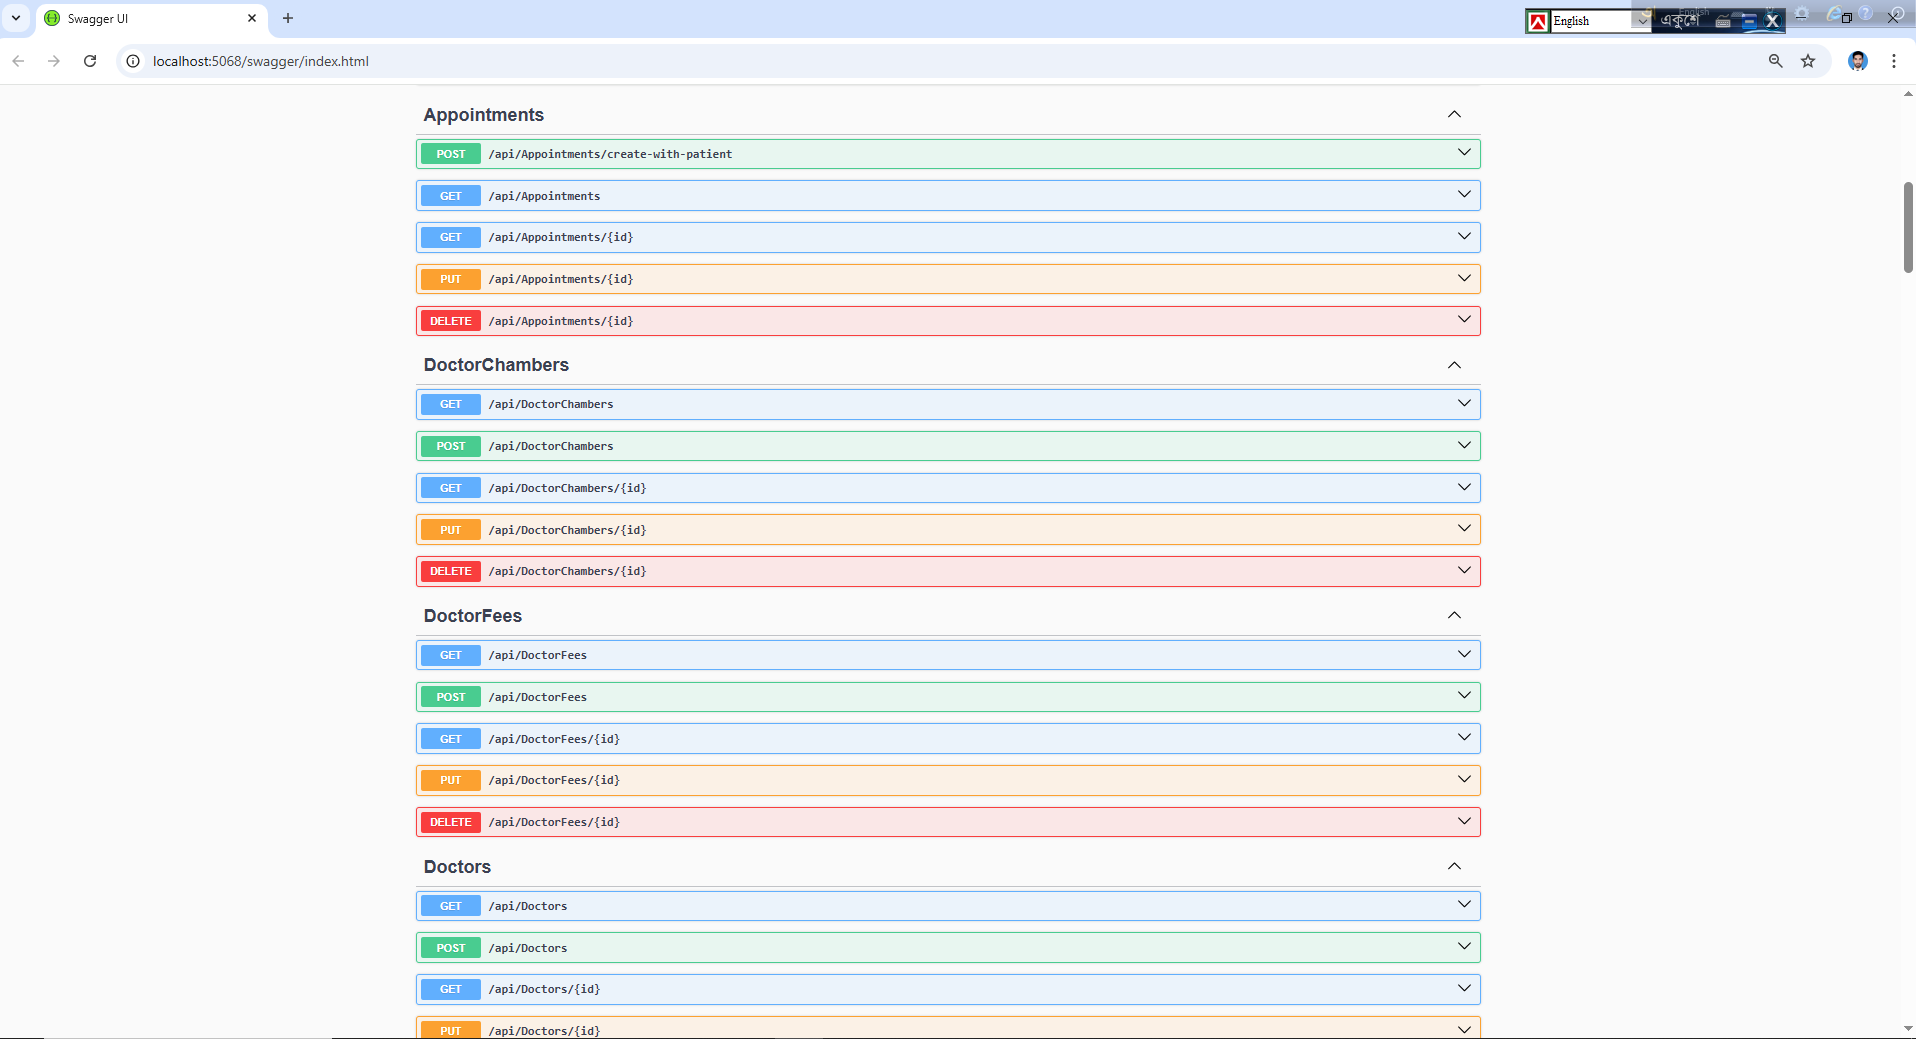 Swagger UI
English
একুশে
localhost:5068/swagger/index.html
Appointments
POST /api/Appointments/create-with-patient
GET /api/Appointments
GET /api/Appointments/{id}
PUT /api/Appointments/{id}
DELETE /api/Appointments/{id}
DoctorChambers
GET /api/DoctorChambers
POST /api/DoctorChambers
GET /api/DoctorChambers/{id}
PUT /api/DoctorChambers/{id}
DELETE /api/DoctorChambers/{id}
DoctorFees
GET /api/DoctorFees
POST /api/DoctorFees
GET /api/DoctorFees/{id}
PUT /api/DoctorFees/{id}
DELETE /api/DoctorFees/{id}
Doctors
GET /api/Doctors
POST /api/Doctors
GET /api/Doctors/{id}
PUT /api/Doctors/{id}